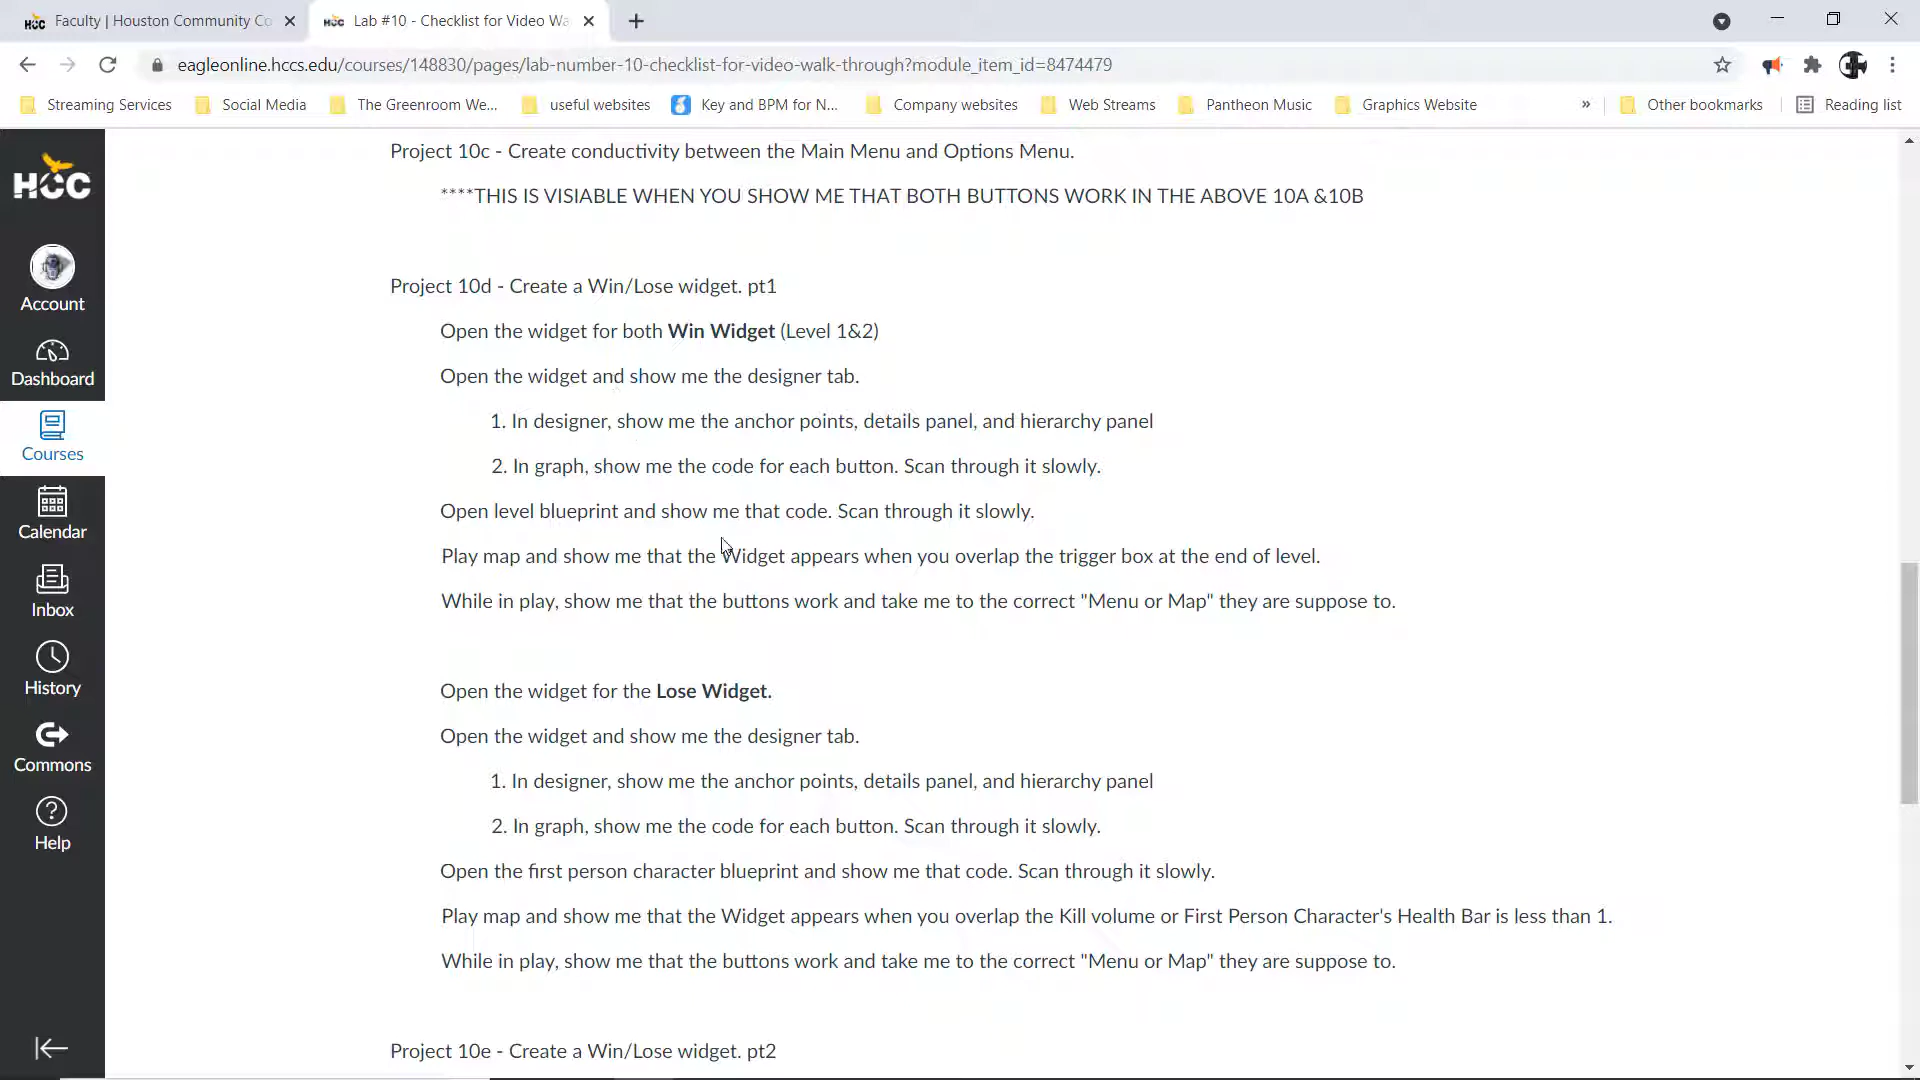 Faculty | Houston Community Co
Lab #10 - Checklist for Video Wa
eagleonline.hccs.edu/courses/148830/pages/lab-number-10-checklist-for-video-walk-through?module_item_id=8474479
Streaming Services
Social Media
The Greenroom We...
useful websites
Key and BPM for N...
Company websites
Web Streams
Pantheon Music
Graphics Website
»
Other bookmarks
Reading list
HCC
Account
Dashboard
Courses
Calendar
Inbox
History
Commons
Help
Project 10c - Create conductivity between the Main Menu and Options Menu.
****THIS IS VISIABLE WHEN YOU SHOW ME THAT BOTH BUTTONS WORK IN THE ABOVE 10A &10B
Project 10d - Create a Win/Lose widget. pt1
Open the widget for both Win Widget (Level 1&2)
Open the widget and show me the designer tab.
1. In designer, show me the anchor points, details panel, and hierarchy panel
2. In graph, show me the code for each button. Scan through it slowly.
Open level blueprint and show me that code. Scan through it slowly.
Play map and show me that the Widget appears when you overlap the trigger box at the end of level.
While in play, show me that the buttons work and take me to the correct "Menu or Map" they are suppose to.
Open the widget for the Lose Widget.
Open the widget and show me the designer tab.
1. In designer, show me the anchor points, details panel, and hierarchy panel
2. In graph, show me the code for each button. Scan through it slowly.
Open the first person character blueprint and show me that code. Scan through it slowly.
Play map and show me that the Widget appears when you overlap the Kill volume or First Person Character's Health Bar is less than 1.
While in play, show me that the buttons work and take me to the correct "Menu or Map" they are suppose to.
Project 10e - Create a Win/Lose widget. pt2